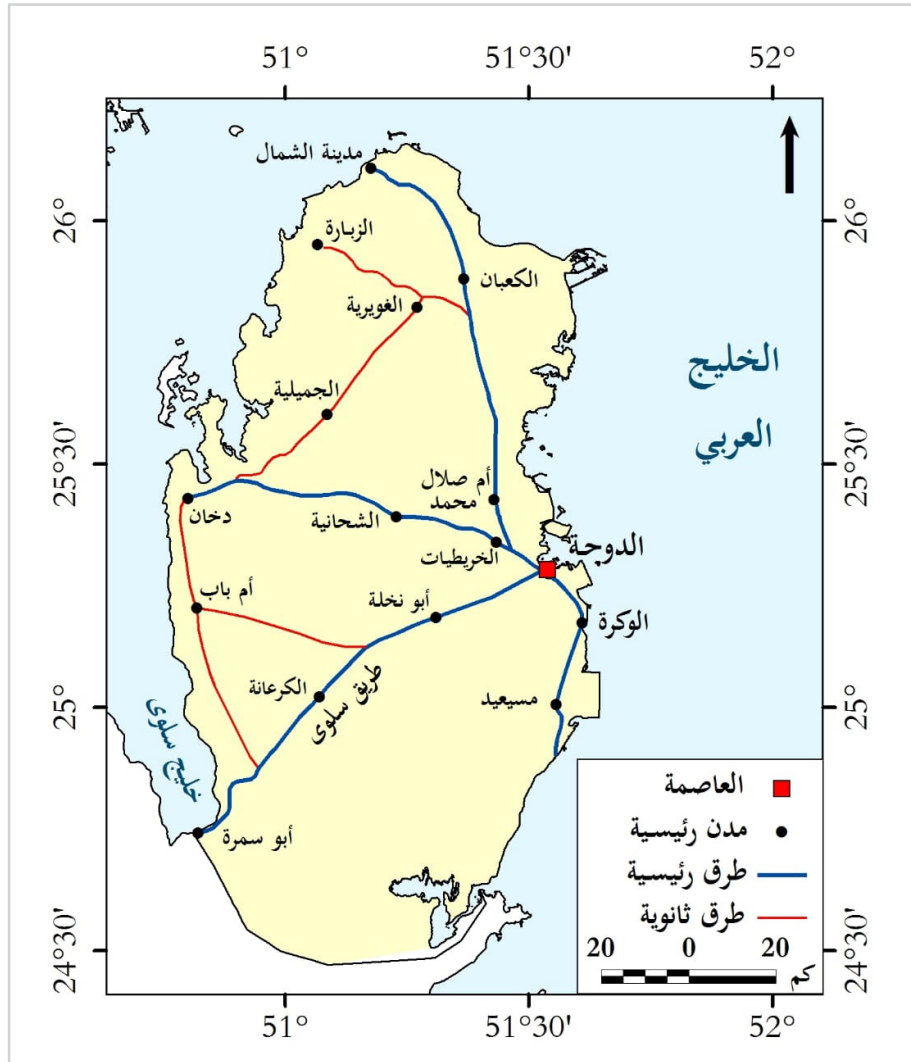 51°
51°30'
52°
مدينة الشمال
26°
26°
الزبارة
الكعبان
الغويرية
الخليج
العربي
الجميلية
25°30'
25°30'
أم صلال
محمد
دخان
الشحانية
الخريطيات
الدوحة
أم باب
أبو نخلة
الوكرة
الكرعانة
طريق سلوى
مسيعيد
25°
25°
خليج سلوى
أبو سمرة
العاصمة
مدن رئيسية
طرق رئيسية
طرق ثانوية
20 0 20
كم
24°30'
24°30'
51°
51°30'
52°